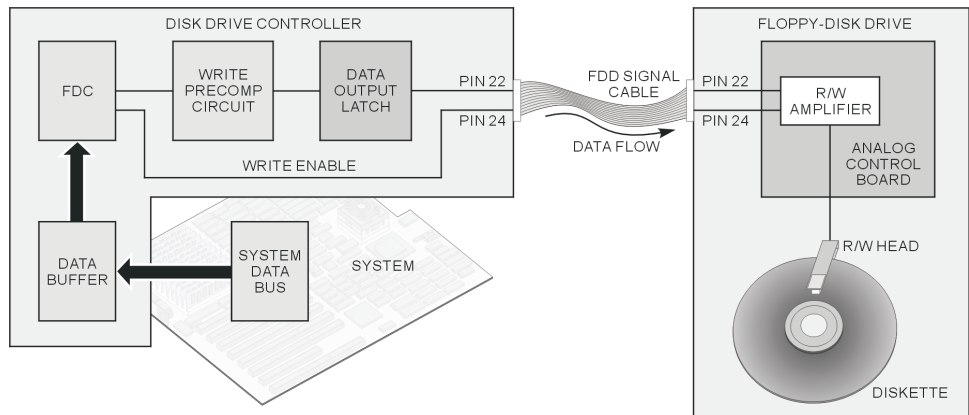 DISK DRIVE CONTROLLER
FDC
WRITE
PRECOMP
CIRCUIT
DATA
OUTPUT
LATCH
PIN 22
PIN 24
WRITE ENABLE
DATA
BUFFER
SYSTEM
DATA
BUS
SYSTEM
FDD SIGNAL
CABLE
DATA FLOW
FLOPPY-DISK DRIVE
PIN 22
PIN 24
R/W
AMPLIFIER
ANALOG
CONTROL
BOARD
R/W HEAD
DISKETTE